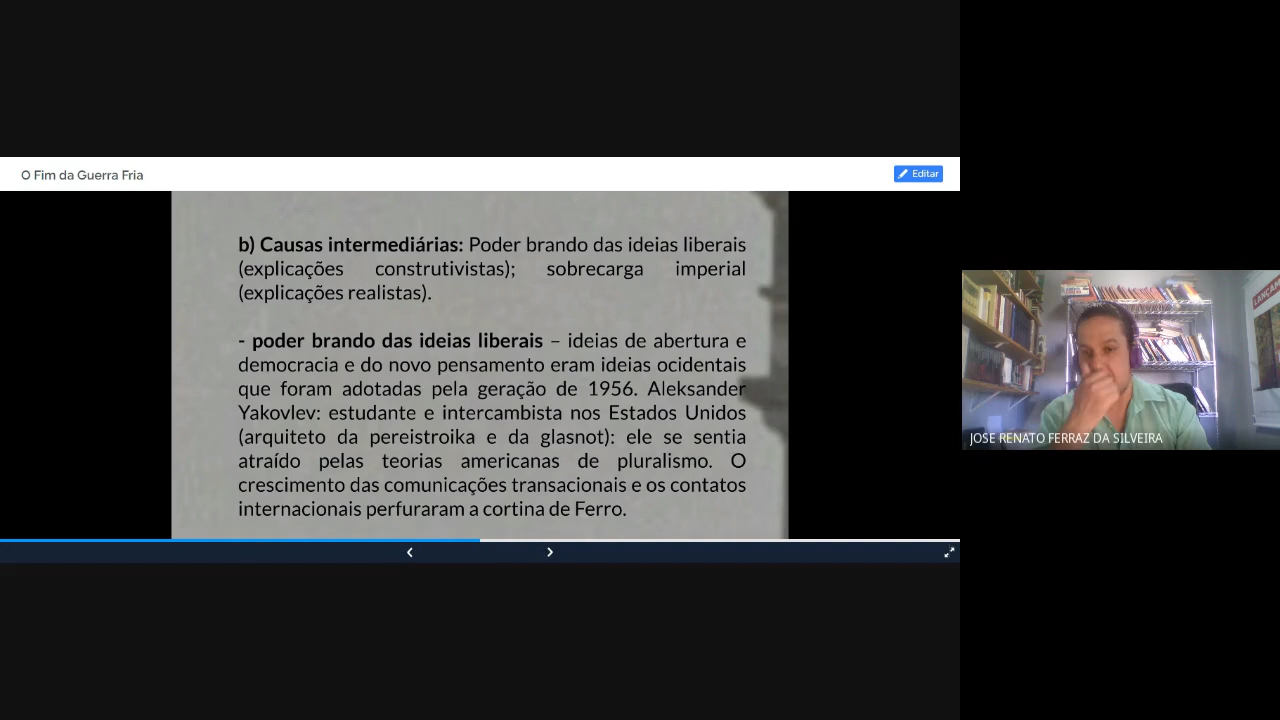 O Fim da Guerra Fria
Editar
b) Causas intermediárias: Poder brando das ideias liberais
(explicações construtivistas); sobrecarga imperial
(explicações realistas).
- poder brando das ideias liberais – ideias de abertura e
democracia e do novo pensamento eram ideias ocidentais
que foram adotadas pela geração de 1956. Aleksander
Yakovlev: estudante e intercambista nos Estados Unidos
(arquiteto da pereistroika e da glasnot): ele se sentia
atraído pelas teorias americanas de pluralismo. O
crescimento das comunicações transacionais e os contatos
internacionais perfuraram a cortina de Ferro.
LANÇAM
JOSE RENATO FERRAZ DA SILVEIRA